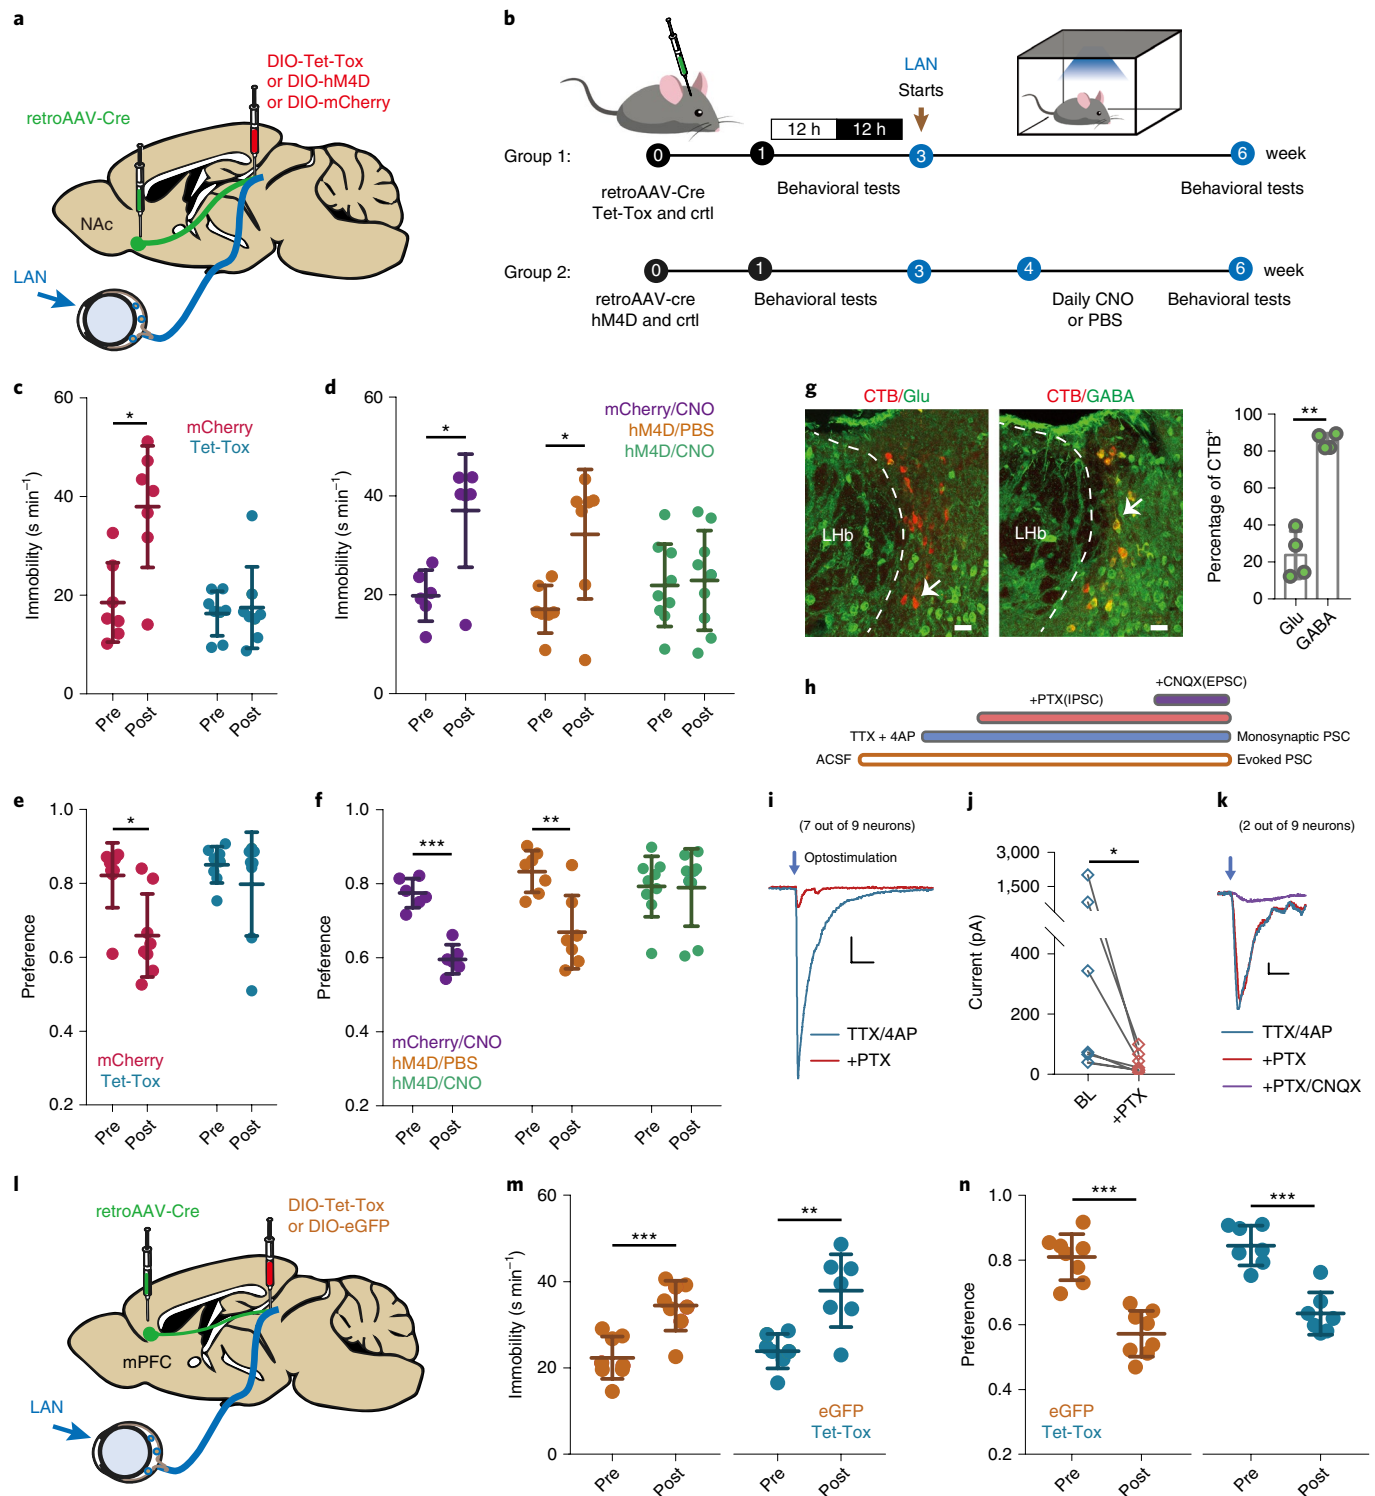 a
DIO-Tet-Tox
or DIO-hM4D
or DIO-mCherry
retroAAV-Cre
NAc
LAN
b
LAN
Starts
12 h
12 h
Group 1:
0
1
3
6
week
retroAAV-Cre
Tet-Tox and crtl
Behavioral tests
Behavioral tests
Group 2:
0
1
3
4
6
week
retroAAV-cre
hM4D and crtl
Behavioral tests
Daily CNO
or PBS
Behavioral tests
c
60
40
20
0
Immobility (s min−1)
*
mCherry
Tet-Tox
Pre
Post
Pre
Post
d
60
40
20
0
Immobility (s min−1)
*
*
mCherry/CNO
hM4D/PBS
hM4D/CNO
Pre
Post
Pre
Post
Pre
Post
g
CTB/Glu
CTB/GABA
LHb
LHb
100
80
60
40
20
0
Percentage of CTB+
**
Glu
GABA
h
+CNQX(EPSC)
+PTX(IPSC)
TTX + 4AP
Monosynaptic PSC
ACSF
Evoked PSC
e
1.0
0.8
0.6
0.4
0.2
Preference
*
mCherry
Tet-Tox
Pre
Post
Pre
Post
f
1.0
0.8
0.6
0.4
0.2
Preference
***
**
mCherry/CNO
hM4D/PBS
hM4D/CNO
Pre
Post
Pre
Post
Pre
Post
i
(7 out of 9 neurons)
Optostimulation
TTX/4AP
+PTX
j
3,000
1,500
400
200
0
Current (pA)
*
BL
+PTX
k
(2 out of 9 neurons)
TTX/4AP
+PTX
+PTX/CNQX
l
retroAAV-Cre
DIO-Tet-Tox
or DIO-eGFP
mPFC
LAN
m
60
40
20
0
Immobility (s min−1)
***
**
eGFP
Tet-Tox
Pre
Post
Pre
Post
n
1.0
0.8
0.6
0.4
0.2
Preference
***
***
eGFP
Tet-Tox
Pre
Post
Pre
Post